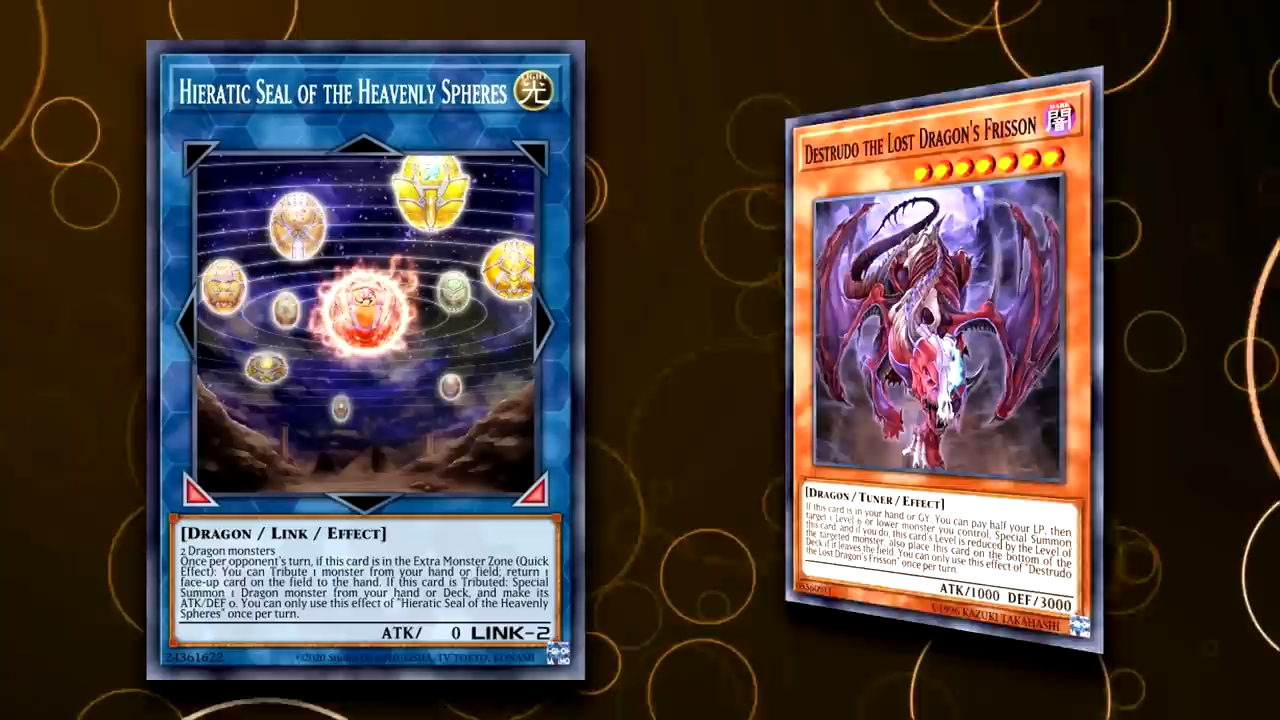 HIERATIC SEAL OF THE HEAVENLY SPHERES
LIGHT
光
[DRAGON / LINK / EFFECT]
2 Dragon monsters
Once per opponent's turn, if this card is in the Extra Monster Zone (Quick
Effect): You can Tribute 1 monster from your hand or field; return 1
face-up card on the field to the hand. If this card is Tributed: Special
Summon 1 Dragon monster from your hand or Deck, and make its
ATK/DEF 0. You can only use this effect of "Hieratic Seal of the Heavenly
Spheres" once per turn.
ATK/ 0 LINK-2
24361622
©2020 Studio Dice/SHUEISHA, TV TOKYO, KONAMI
DESTRUDO THE LOST DRAGON'S FRISSON
DARK
闇
[DRAGON / TUNER / EFFECT]
If this card is in your hand or GY: You can pay half your LP, then
target 1 Level 6 or lower monster you control; Special Summon
this card, and if you do, this card's Level is reduced by the Level of
the targeted monster, also place this card on the bottom of the
Deck if it leaves the field. You can only use this effect of "Destrudo
the Lost Dragon's Frisson" once per turn.
ATK/1000 DEF/3000
©1996 KAZUKI TAKAHASHI